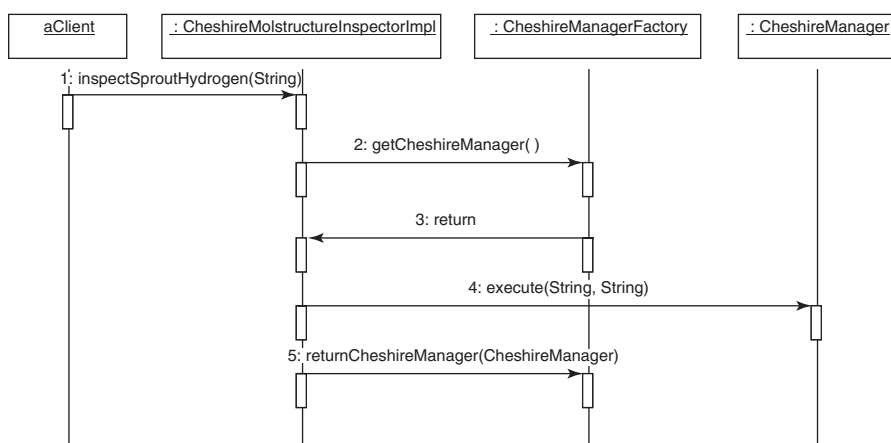 aClient
: CheshireMolstructureInspectorImpl
: CheshireManagerFactory
: CheshireManager
1: inspectSproutHydrogen(String)
2: getCheshireManager( )
3: return
4: execute(String, String)
5: returnCheshireManager(CheshireManager)